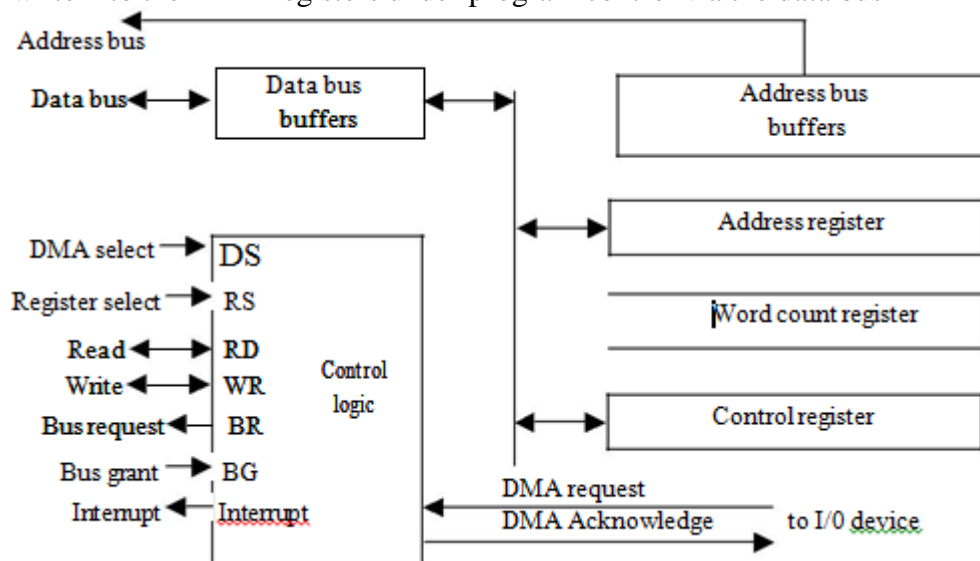 Address bus
Data bus
Data bus
buffers
Address bus
buffers
Address register
DMA select
DS
Register select
RS
Word count register
Read
RD
Control
logic
Write
WR
Control register
Bus request
BR
Bus grant
BG
DMA request
Interrupt
Interrupt
DMA Acknowledge
to I/0 device